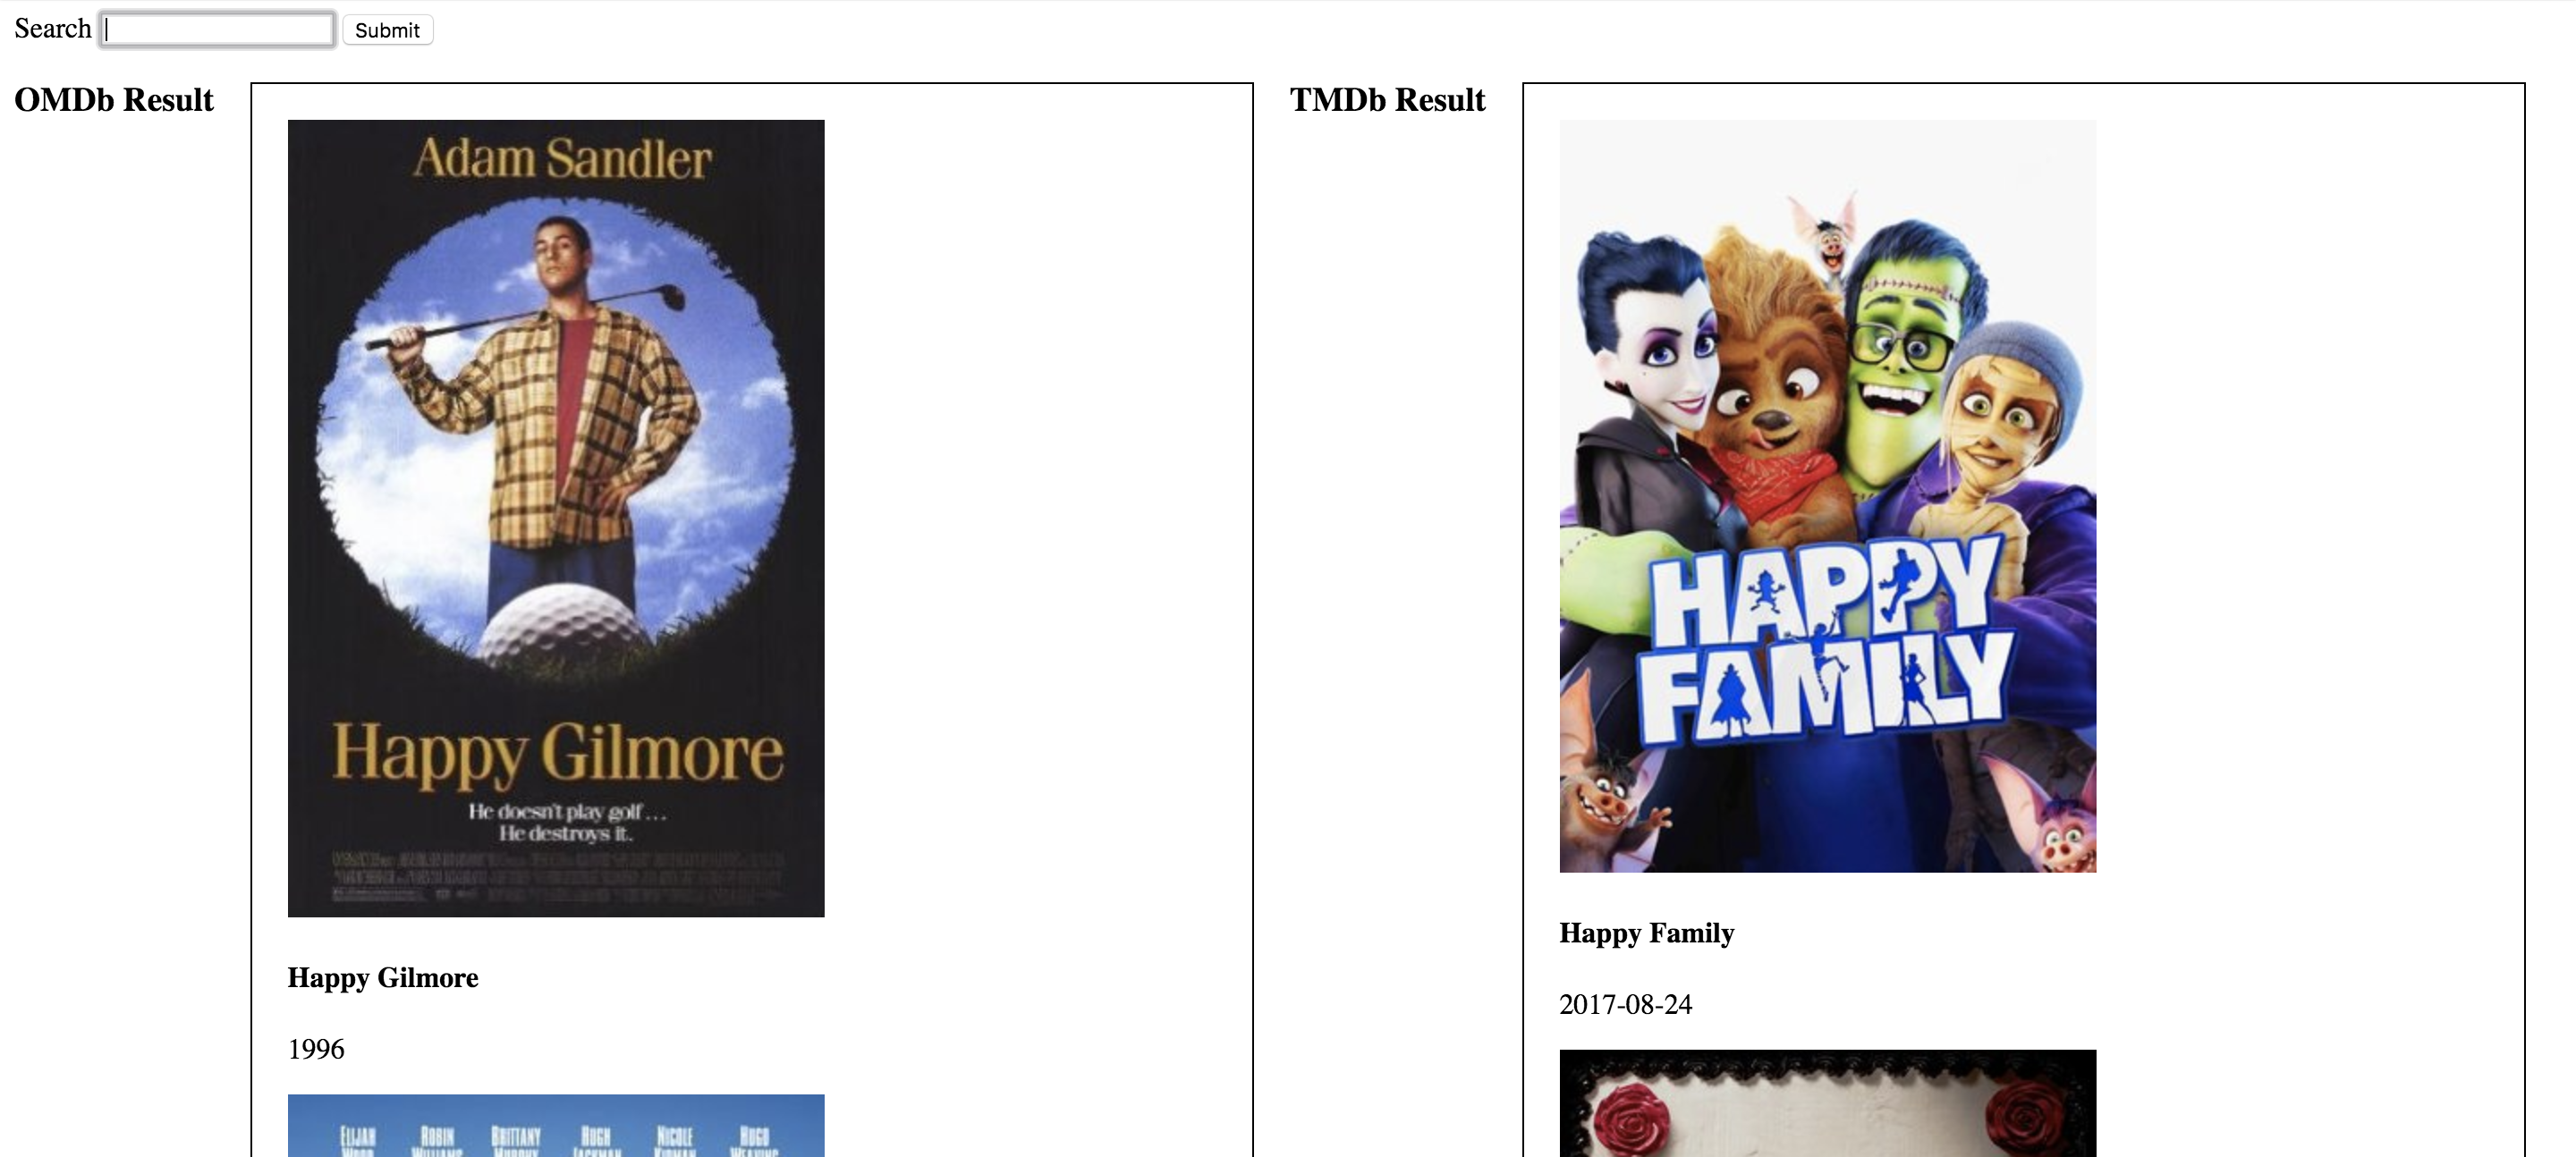 Search
Submit
OMDb Result
Adam Sandler
Happy Gilmore
He doesn't play golf...
He destroys it.
Happy Gilmore
1996
ELIJAH ROBIN BRITTANY HUGH NICOLE HUGO
TMDb Result
HAPPY
FAMILY
Happy Family
2017-08-24